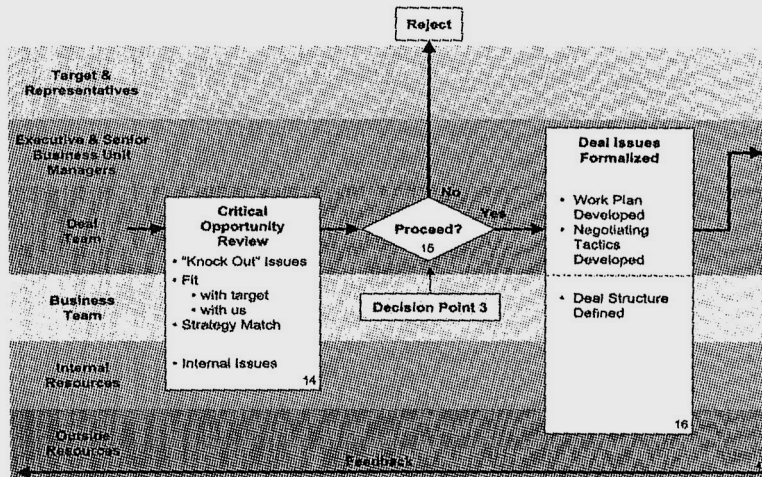 Reject
Target &
Representatives
Executive & Senior
Business Unit
Managers
Deal
Team
Business
Team
Internal
Resources
Outside
Resources
Critical
Opportunity
Review
• "Knock Out" Issues
• Fit
• with target
• with us
• Strategy Match
• Internal Issues
14
No
Proceed?
15
Yes
Decision Point 3
Deal Issues
Formalized
• Work Plan
Developed
• Negotiating
Tactics
Developed
• Deal Structure
Defined
16
Feedback